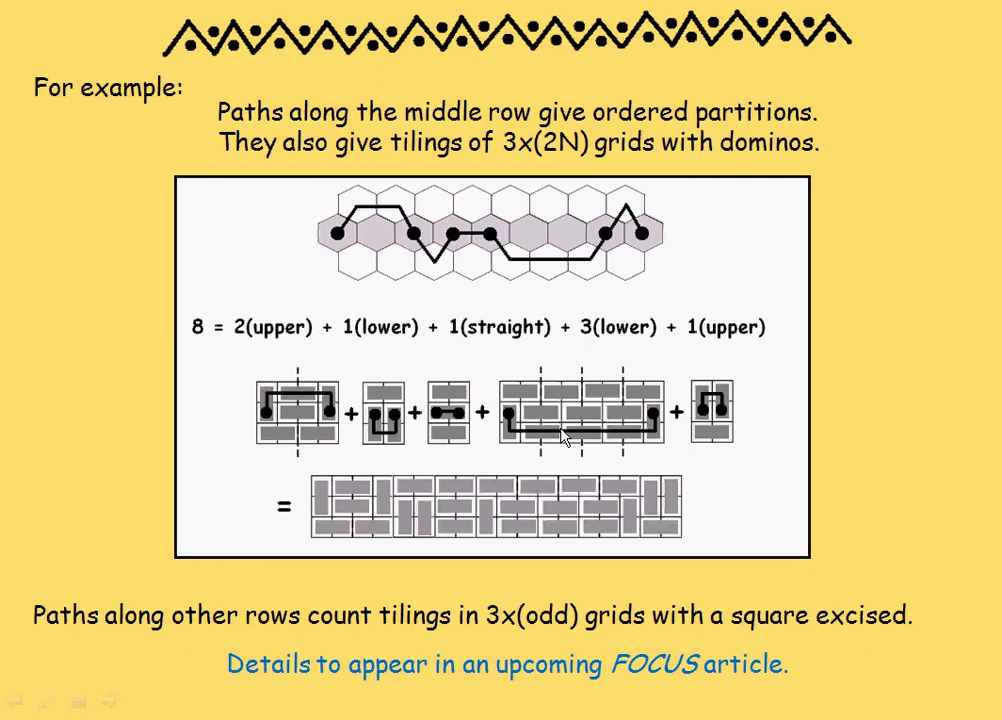 For example:
Paths along the middle row give ordered partitions.
They also give tilings of 3x(2N) grids with dominos.
8 = 2(upper) + 1(lower) + 1(straight) + 3(lower) + 1(upper)
+ + + +
=
Paths along other rows count tilings in 3x(odd) grids with a square excised.
Details to appear in an upcoming FOCUS article.